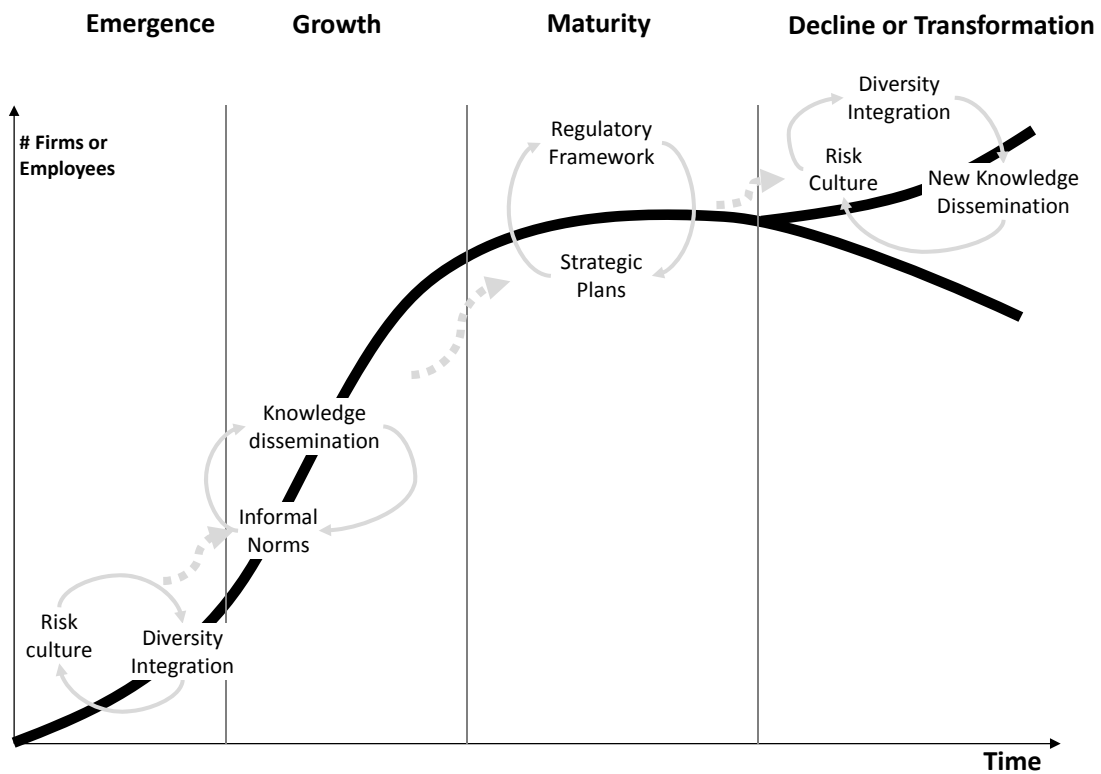 Emergence
Growth
Maturity
Decline or Transformation
# Firms or
Employees
Diversity
Integration
Regulatory
Framework
Risk
Culture
New Knowledge
Dissemination
Strategic
Plans
Knowledge
dissemination
Informal
Norms
Risk
culture
Diversity
Integration
Time